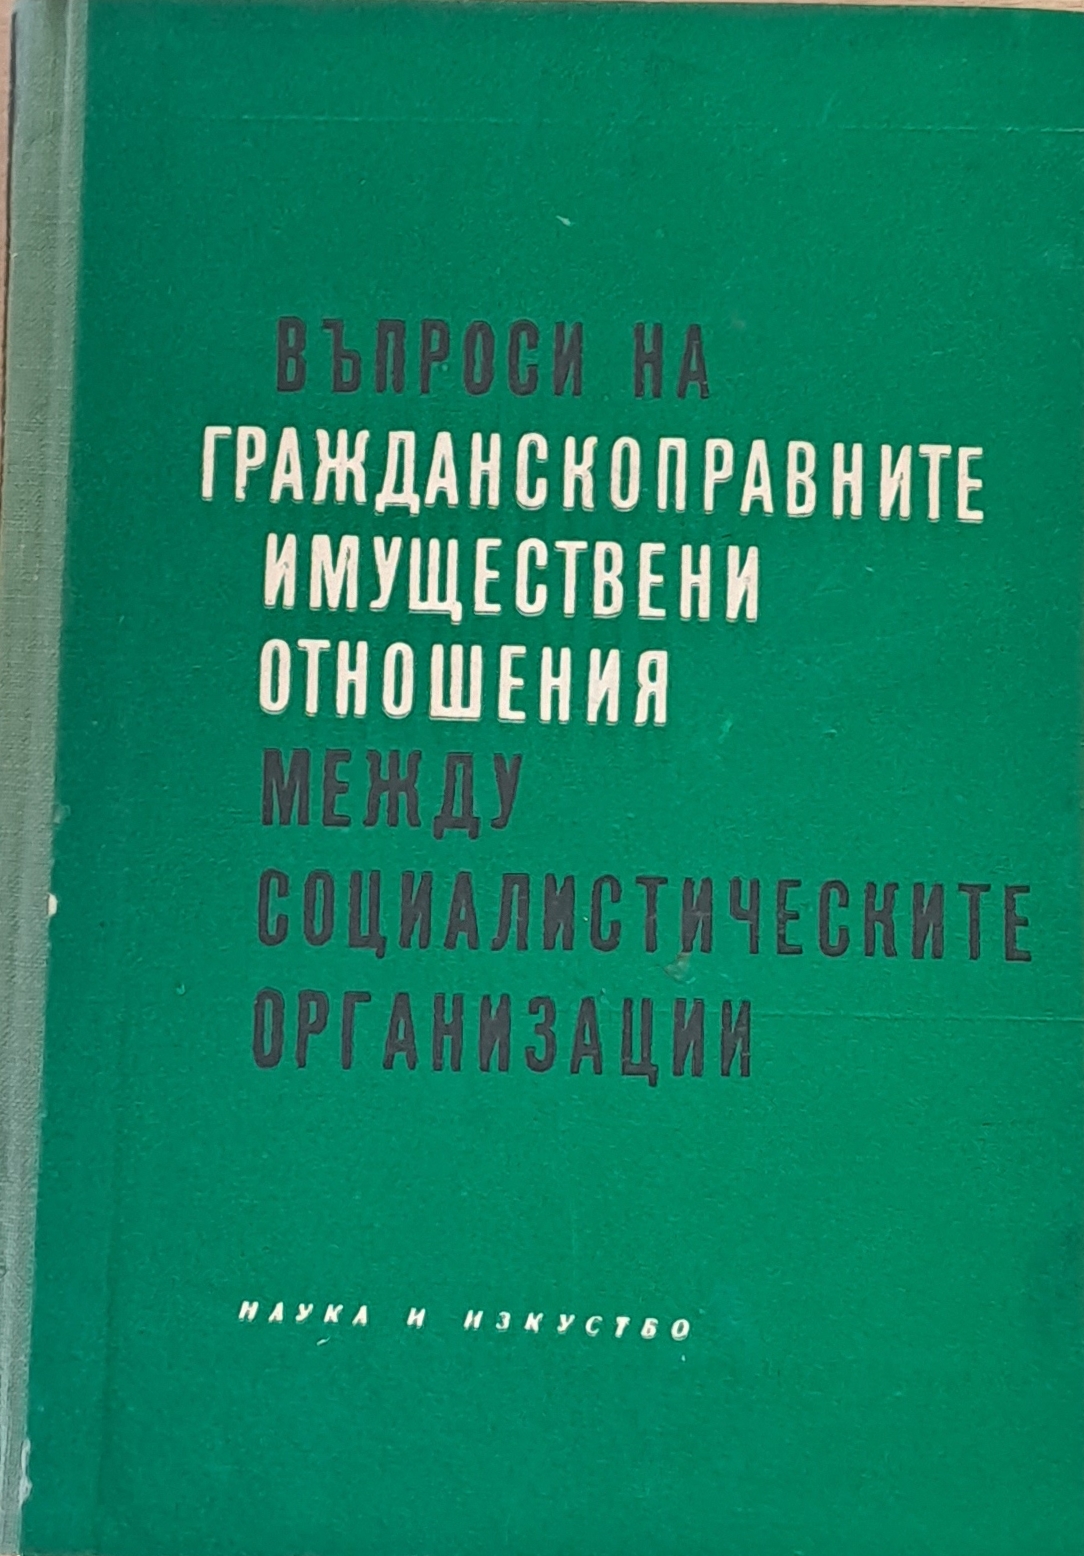 ВЪПРОСИ НА
ГРАЖДАНСКОПРАВНИТЕ
ИМУЩЕСТВЕНИ
ОТНОШЕНИЯ
МЕЖДУ
СОЦИАЛИСТИЧЕСКИТЕ
ОРГАНИЗАЦИИ
НАУКА И ИЗКУСТВО